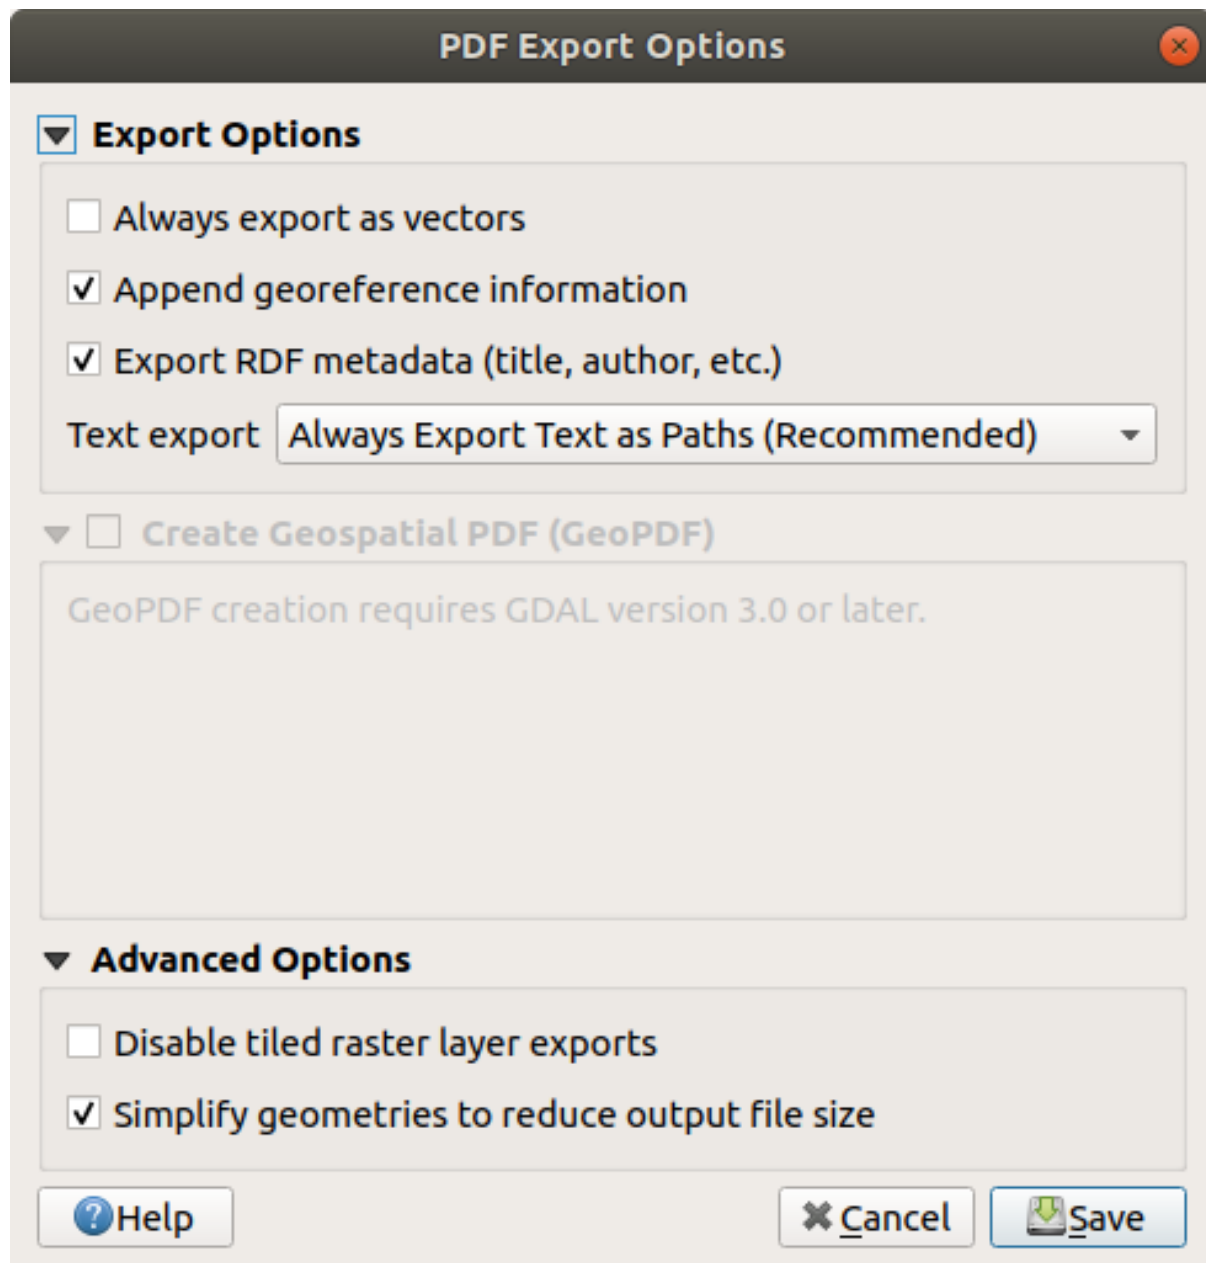 PDF Export Options
Export Options
Always export as vectors
Append georeference information
Export RDF metadata (title, author, etc.)
Text export Always Export Text as Paths (Recommended)
Create Geospatial PDF (GeoPDF)
GeoPDF creation requires GDAL version 3.0 or later.
Advanced Options
Disable tiled raster layer exports
Simplify geometries to reduce output file size
Help Cancel Save